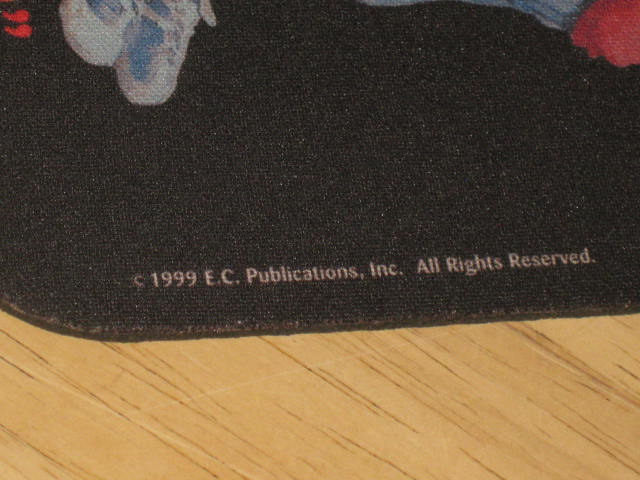 "
© 1999 E.C. Publications, Inc. All Rights Reserved.